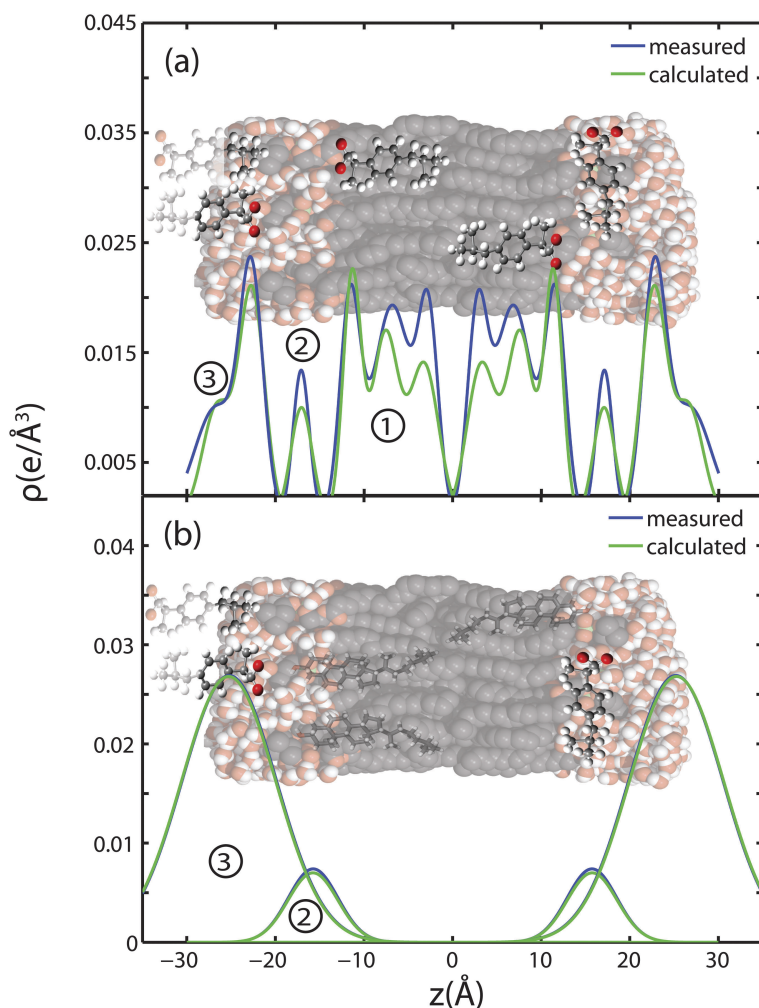 0.045
(a)
measured
calculated
0.035
0.025
0.015
0.005
②
③
①
ρ(e/Å³)
(b)
measured
calculated
0.04
0.03
0.02
0.01
0
③
②
−30 −20 −10 0 10 20 30
z(Å)